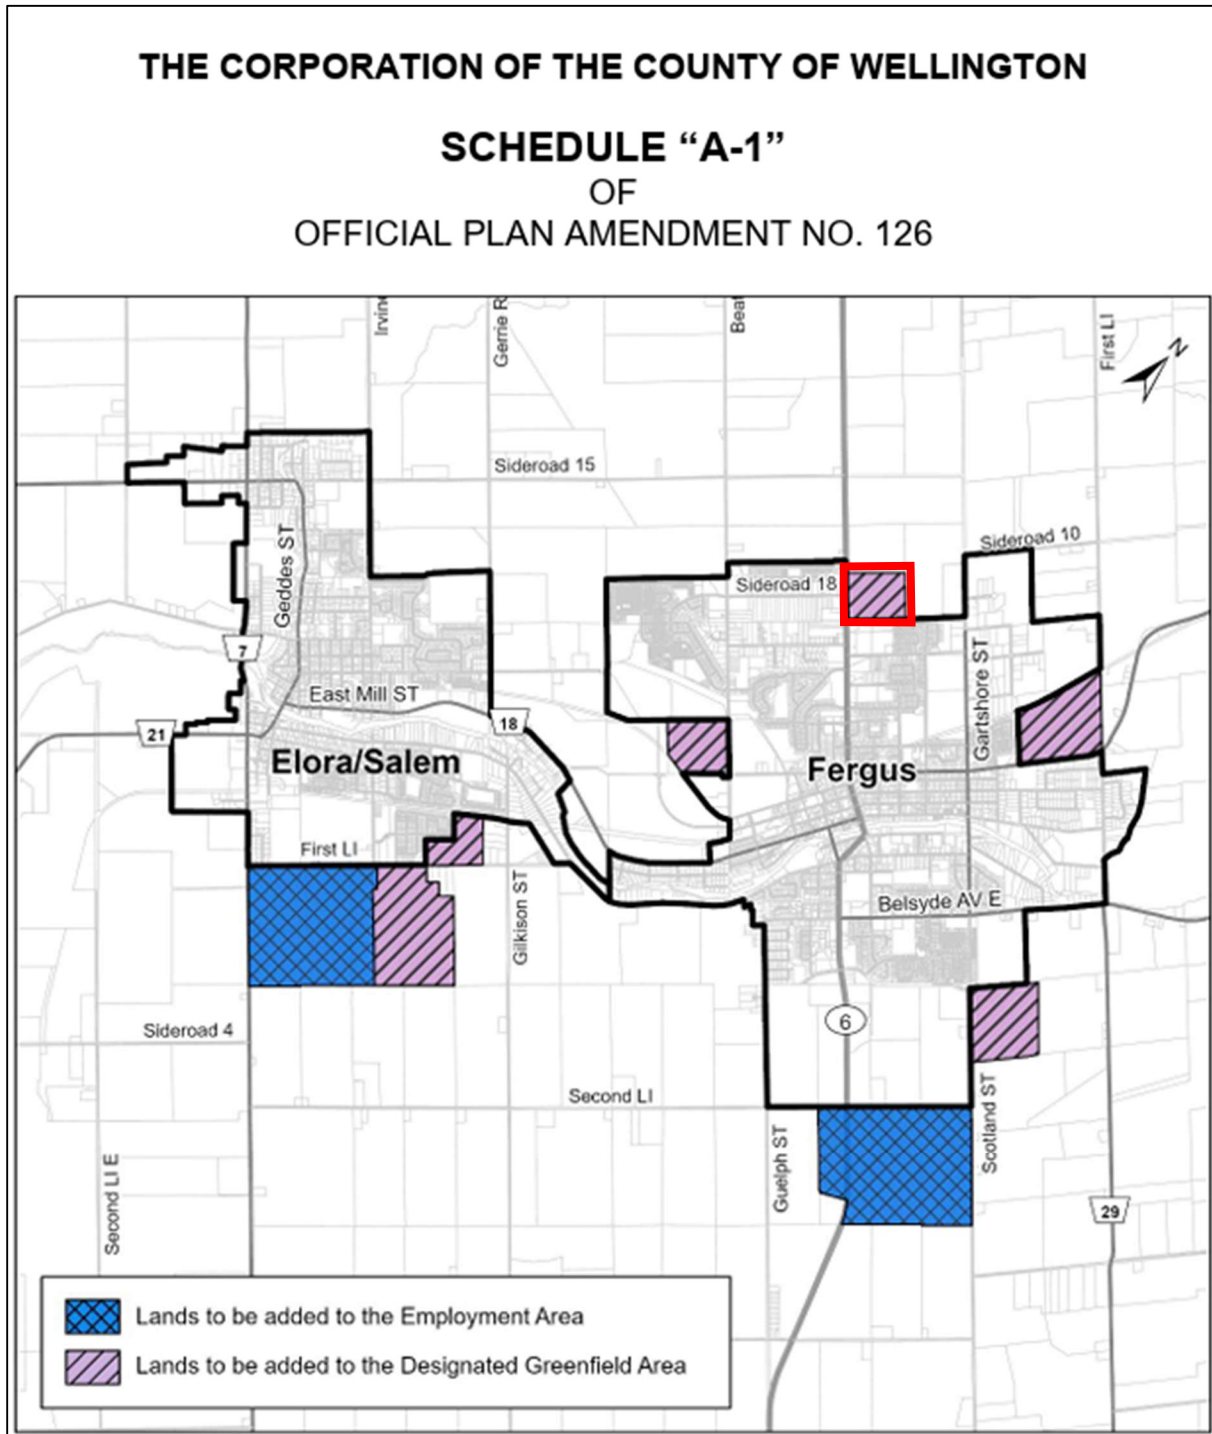 THE CORPORATION OF THE COUNTY OF WELLINGTON
SCHEDULE “A-1”
OF
OFFICIAL PLAN AMENDMENT NO. 126
Irvin
Gerrie R
Beat
First LI
N
Sideroad 15
Sideroad 10
Sideroad 18
Geddes ST
7
Gartshore ST
East Mill ST
18
21
Elora/Salem
Fergus
First LI
Gilkison ST
Belsyde AV E
Sideroad 4
6
Second LI
Second LI E
Guelph ST
Scotland ST
29
Lands to be added to the Employment Area
Lands to be added to the Designated Greenfield Area